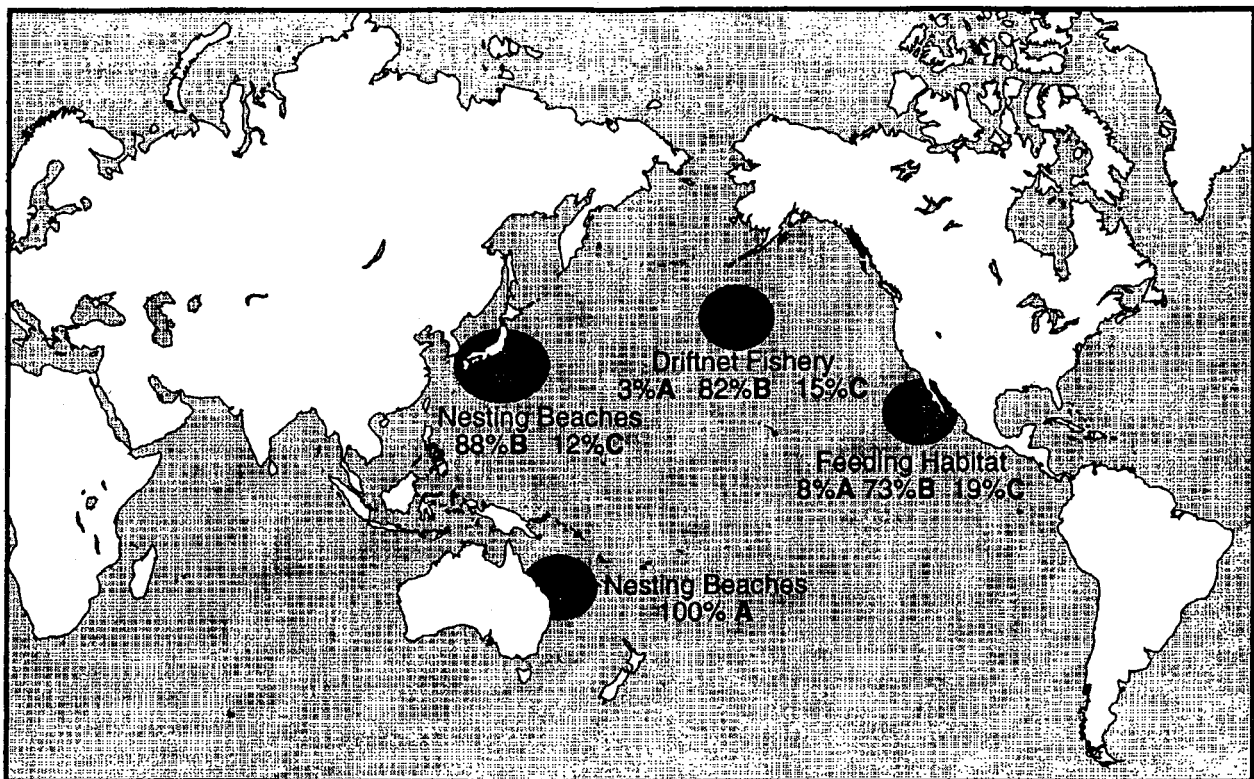 Driftnet Fishery
3%A 82%B 15%C
Nesting Beaches
88%B 12%C
Feeding Habitat
8%A 73%B 19%C
Nesting Beaches
100% A